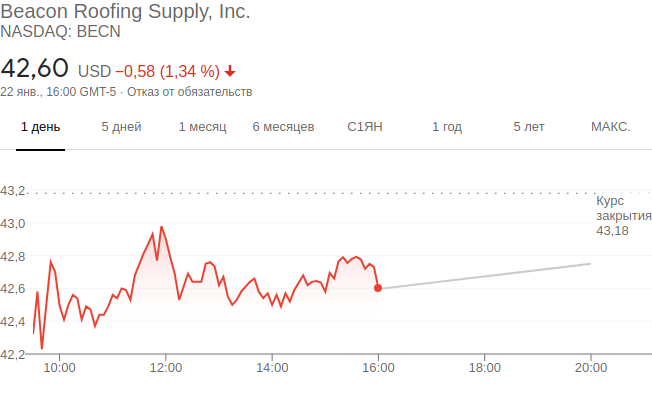 Beacon Roofing Supply, Inc.
NASDAQ: BECN
42,60 USD −0,58 (1,34 %)
22 янв., 16:00 GMT-5 · Отказ от обязательств
1 день 5 дней 1 месяц 6 месяцев С1ЯН 1 год 5 лет МАКС.
43,2
Курс
закрытия
43,18
43,0
42,8
42,6
42,4
42,2
10:00 12:00 14:00 16:00 18:00 20:00